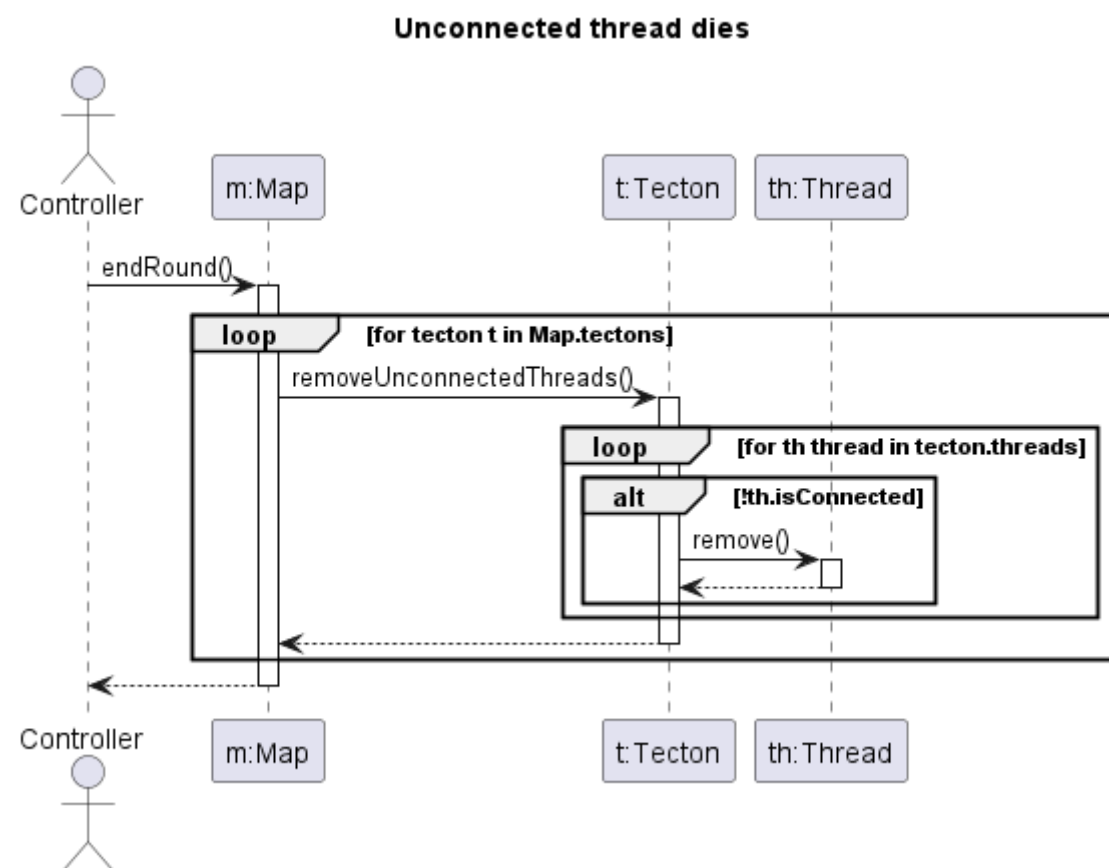 Unconnected thread dies
Controller
m:Map
t:Tecton
th:Thread
endRound()
loop [for tecton t in Map.tectons]
removeUnconnectedThreads()
loop [for th thread in tecton.threads]
alt [!th.isConnected]
remove()
Controller
m:Map
t:Tecton
th:Thread